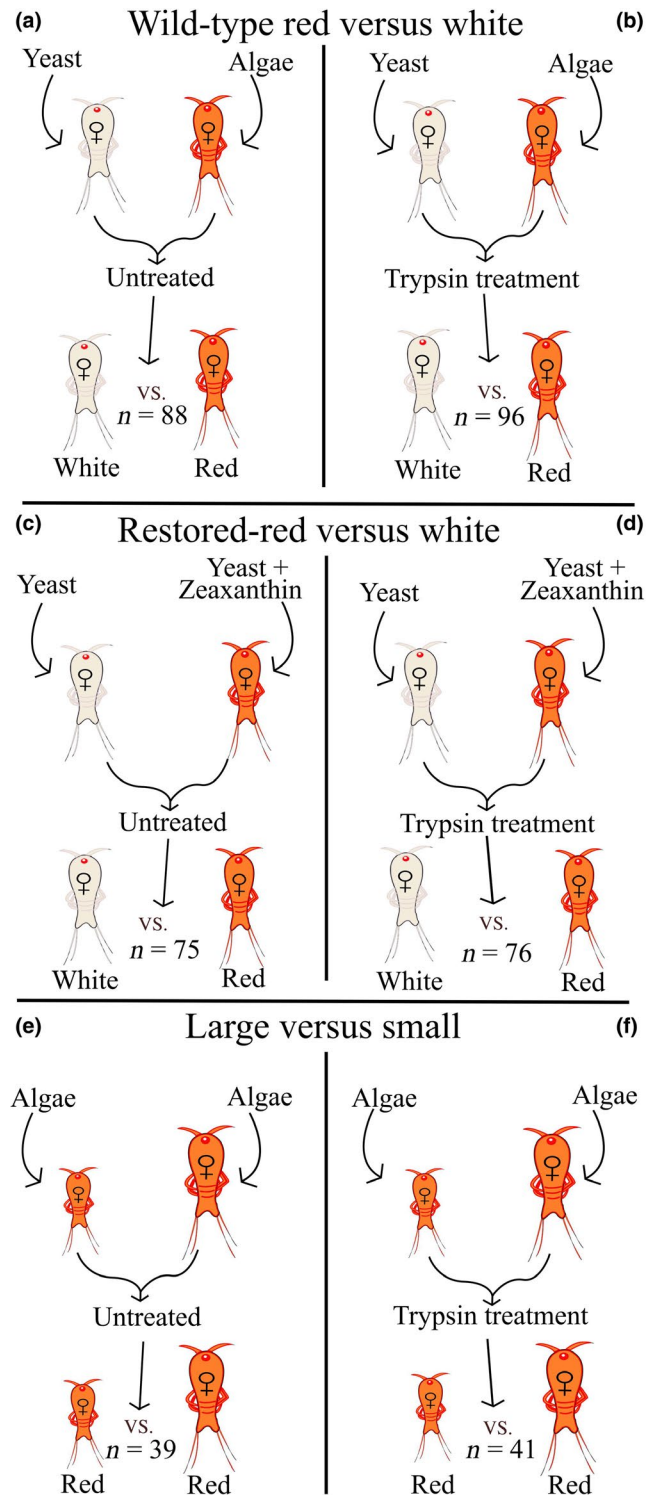 (a) Wild-type red versus white (b)
Yeast Algae Yeast Algae
♀ ♀ ♀ ♀
Untreated Trypsin treatment
♀ ♀ ♀ ♀
vs. vs.
n = 88 n = 96
White Red White Red
(c) Restored-red versus white (d)
Yeast Yeast + Zeaxanthin Yeast Yeast + Zeaxanthin
♀ ♀ ♀ ♀
Untreated Trypsin treatment
♀ ♀ ♀ ♀
vs. vs.
n = 75 n = 76
White Red White Red
(e) Large versus small (f)
Algae Algae Algae Algae
♀ ♀ ♀ ♀
Untreated Trypsin treatment
♀ ♀ ♀ ♀
vs. vs.
n = 39 n = 41
Red Red Red Red